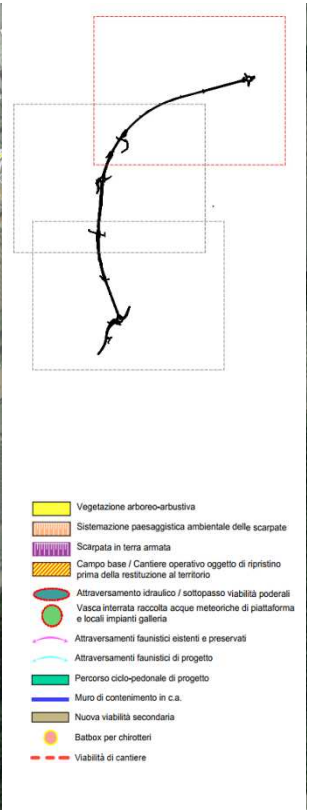 Vegetazione arboreo-arbustiva
Sistemazione paesaggistica ambientale delle scarpate
Scarpata in terra armata
Campo base / Cantiere operativo oggetto di ripristino
prima della restituzione al territorio
Attraversamento idraulico / sottopasso viabilità poderali
Vasca interrata raccolta acque meteoriche di piattaforma
e locali impianti galleria
Attraversamenti faunistici eistenti e preservati
Attraversamenti faunistici di progetto
Percorso ciclo-pedonale di progetto
Muro di contenimento in c.a.
Nuova viabilità secondaria
Batbox per chirotteri
Viabilità di cantiere